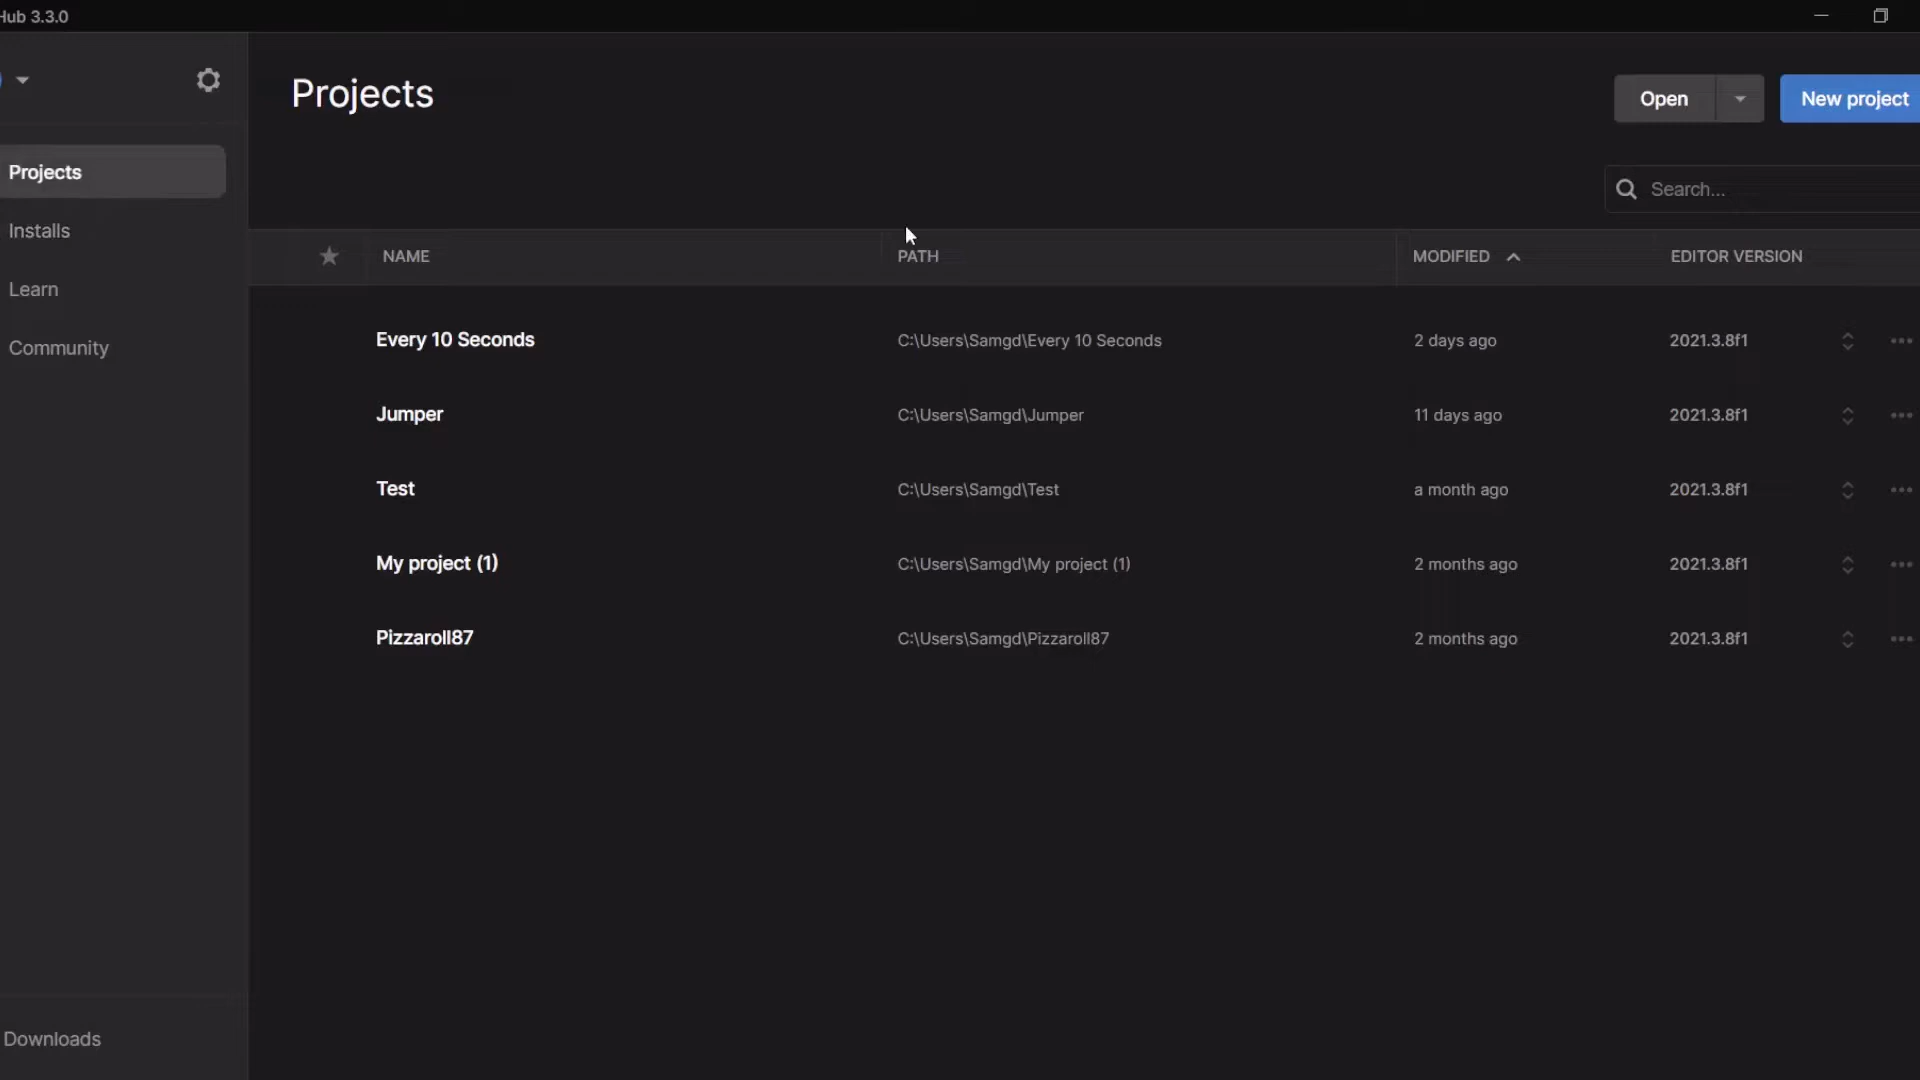 Hub 3.3.0
Projects
Open
New project
Projects
Installs
Learn
Community
Search...
NAME PATH MODIFIED EDITOR VERSION
Every 10 Seconds C:\Users\Samgd\Every 10 Seconds 2 days ago 2021.3.8f1
Jumper C:\Users\Samgd\Jumper 11 days ago 2021.3.8f1
Test C:\Users\Samgd\Test a month ago 2021.3.8f1
My project (1) C:\Users\Samgd\My project (1) 2 months ago 2021.3.8f1
Pizzaroll87 C:\Users\Samgd\Pizzaroll87 2 months ago 2021.3.8f1
Downloads